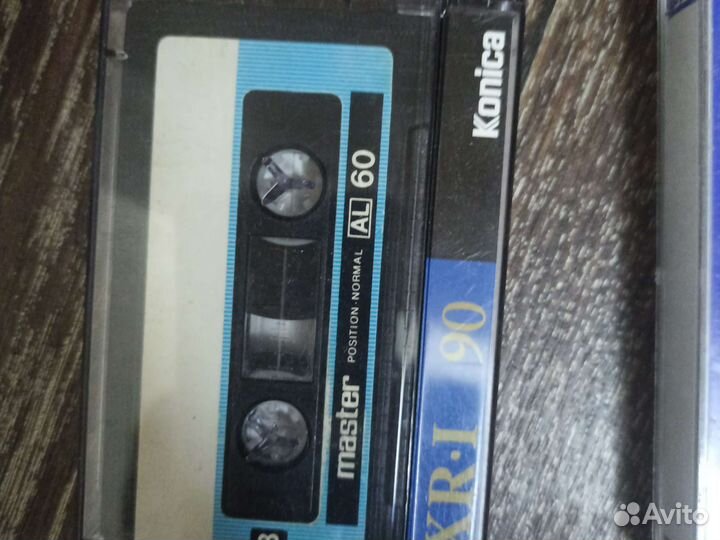 master POSITION·NORMAL AL 60
XR·I 90 Konica
Avito